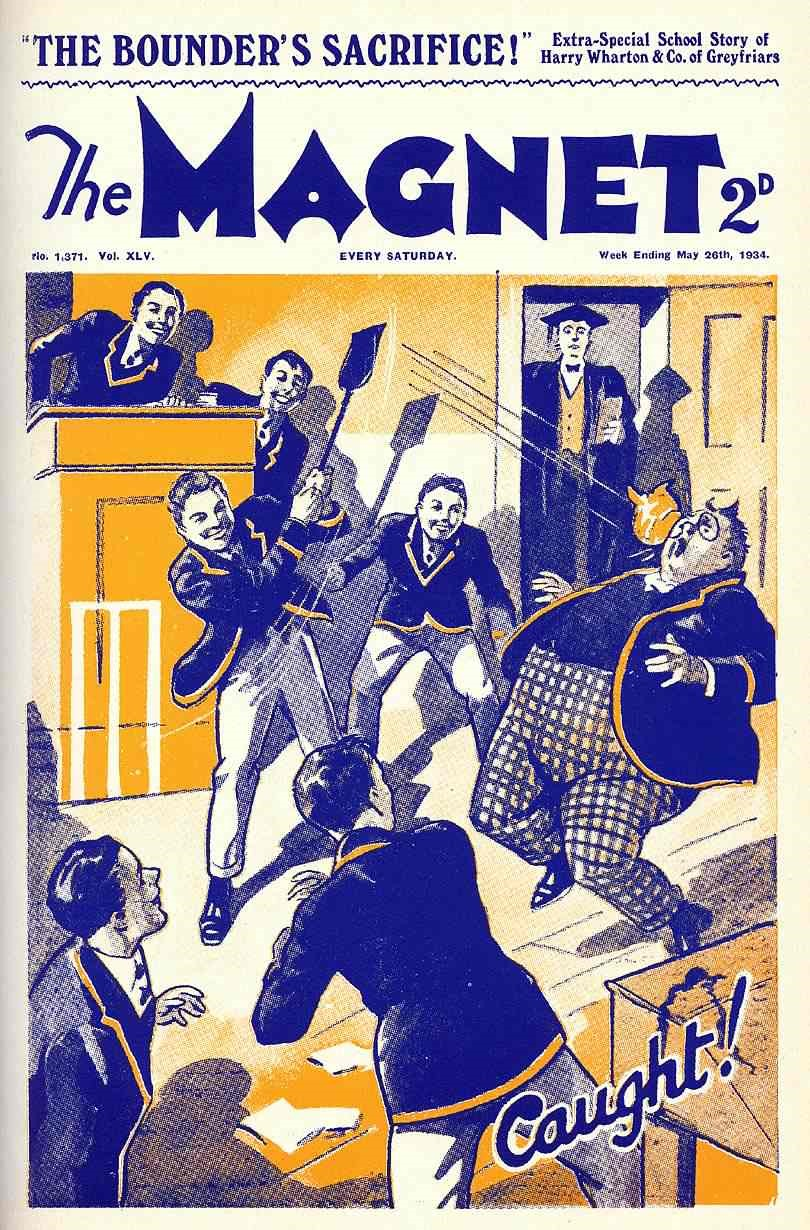 "THE BOUNDER'S SACRIFICE!"
Extra-Special School Story of
Harry Wharton & Co. of Greyfriars
The MAGNET 2D
No. 1,371. Vol. XLV.
EVERY SATURDAY.
Week Ending May 26th, 1934.
Caught!